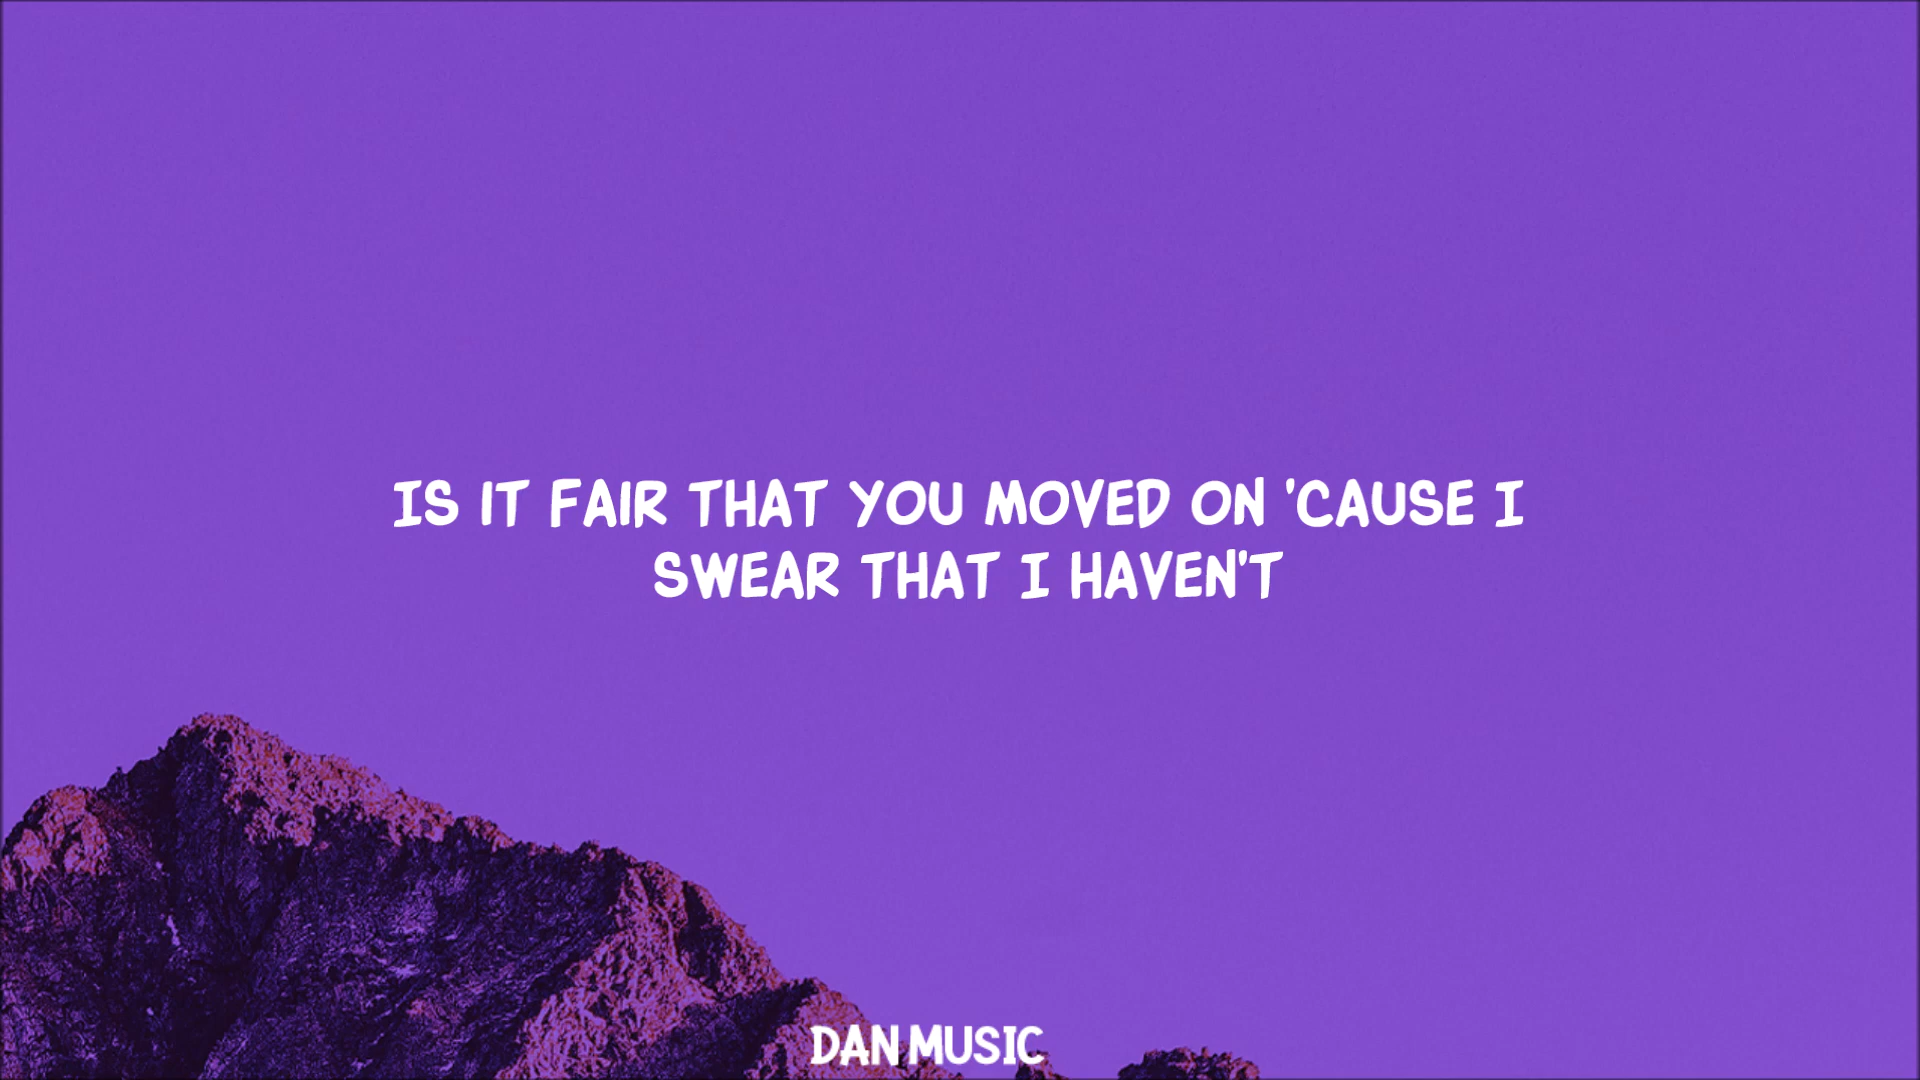 IS IT FAIR THAT YOU MOVED ON 'CAUSE I
SWEAR THAT I HAVEN'T
DAN MUSIC